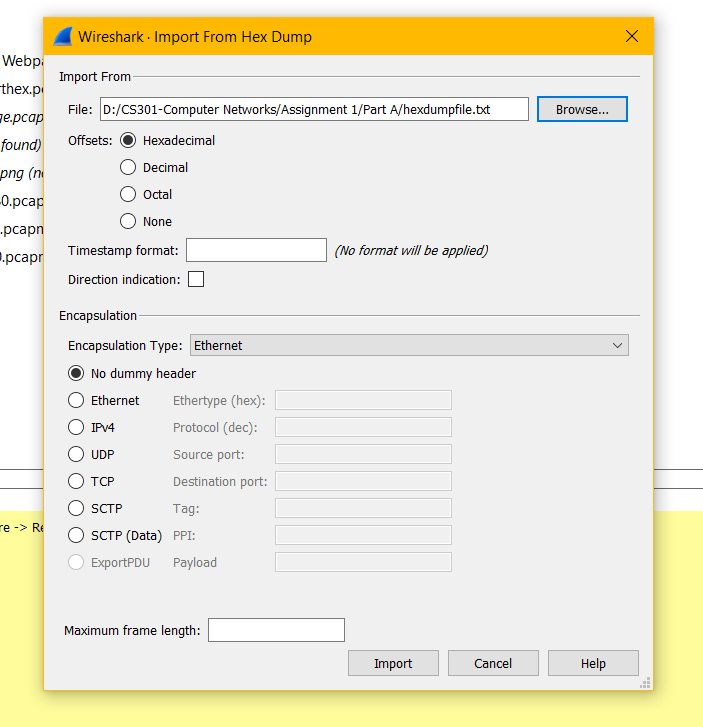 Wireshark · Import From Hex Dump
Webpa
rthex.pc
ge.pcap
found)
png (no
60.pcap
.pcapn
0.pcapn
re -> Re
Import From
File: D:/CS301-Computer Networks/Assignment 1/Part A/hexdumpfile.txt Browse...
Offsets: Hexadecimal
Decimal
Octal
None
Timestamp format: (No format will be applied)
Direction indication:
Encapsulation
Encapsulation Type: Ethernet
No dummy header
Ethernet Ethertype (hex):
IPv4 Protocol (dec):
UDP Source port:
TCP Destination port:
SCTP Tag:
SCTP (Data) PPI:
ExportPDU Payload
Maximum frame length:
Import Cancel Help